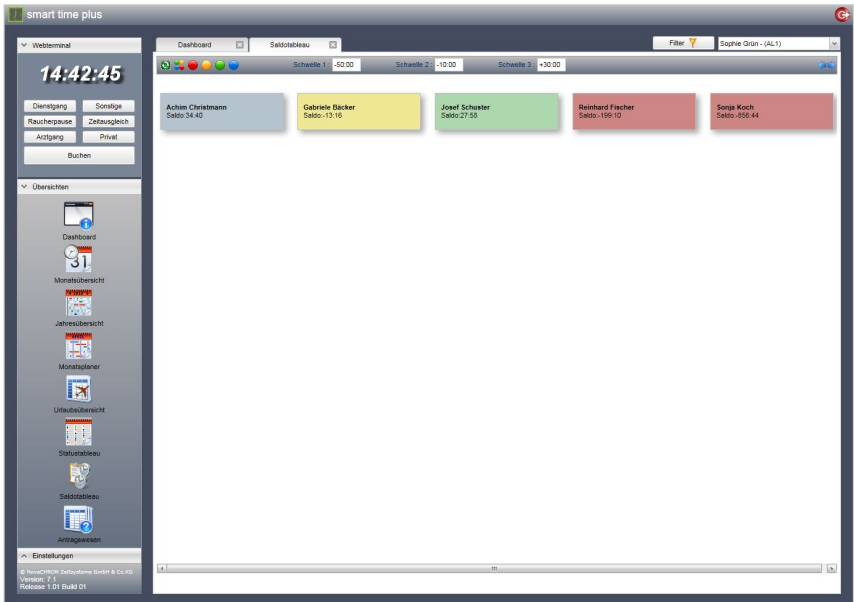 smart time plus
Webterminal
14:42:45
Dienstgang Sonstige
Raucherpause Zeitausgleich
Arztgang Privat
Buchen
Übersichten
Dashboard
31
Monatsübersicht
Jahresübersicht
Monatsplaner
Urlaubsübersicht
Statustableau
Saldotableau
Antragswesen
Einstellungen
© NovaCHRON Zeitsysteme GmbH & Co.KG
Version: 7.1
Release 1.01 Build 01
Dashboard Saldotableau Filter Sophie Grün - (AL1)
Schwelle 1 : -50:00 Schwelle 2 : -10:00 Schwelle 3 : +30:00
Achim Christmann
Saldo:34:40
Gabriele Bäcker
Saldo:-13:16
Josef Schuster
Saldo:27:58
Reinhard Fischer
Saldo:-199:10
Sonja Koch
Saldo:-856:44